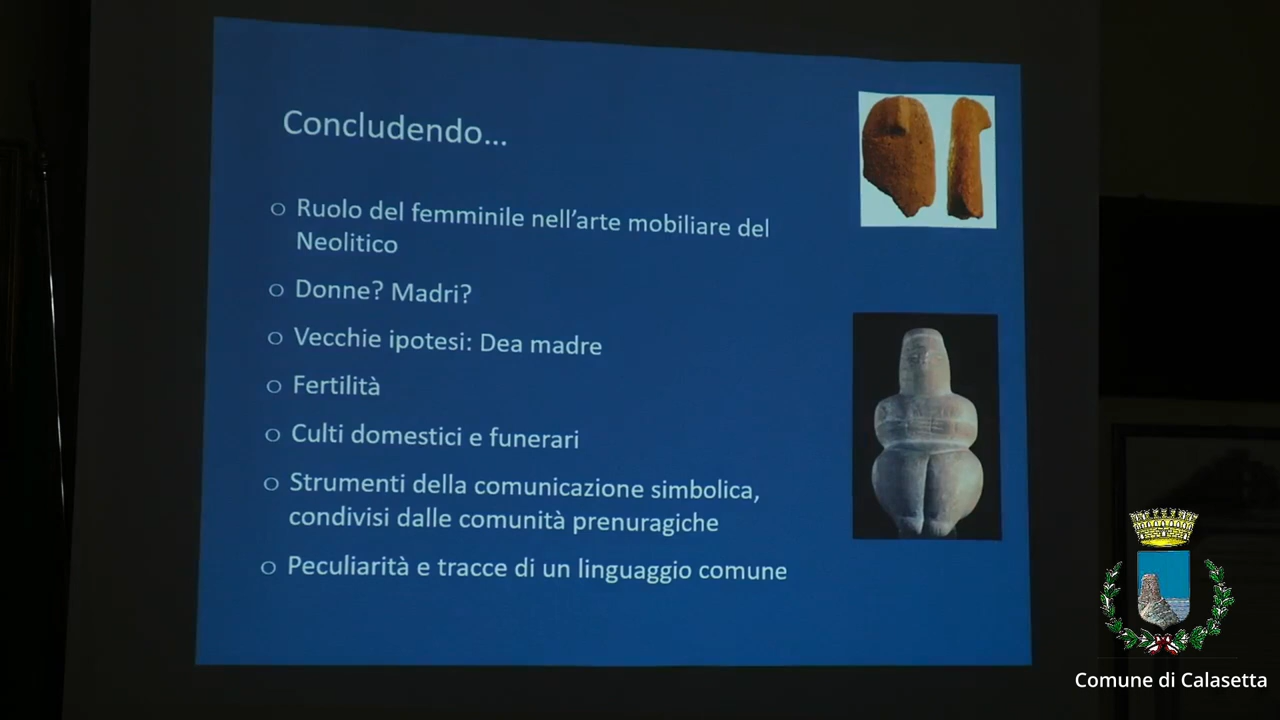 Concludendo...
o Ruolo del femminile nell'arte mobiliare del
Neolitico
o Donne? Madri?
o Vecchie ipotesi: Dea madre
o Fertilità
o Culti domestici e funerari
o Strumenti della comunicazione simbolica,
condivisi dalle comunità prenuragiche
o Peculiarità e tracce di un linguaggio comune
Comune di Calasetta